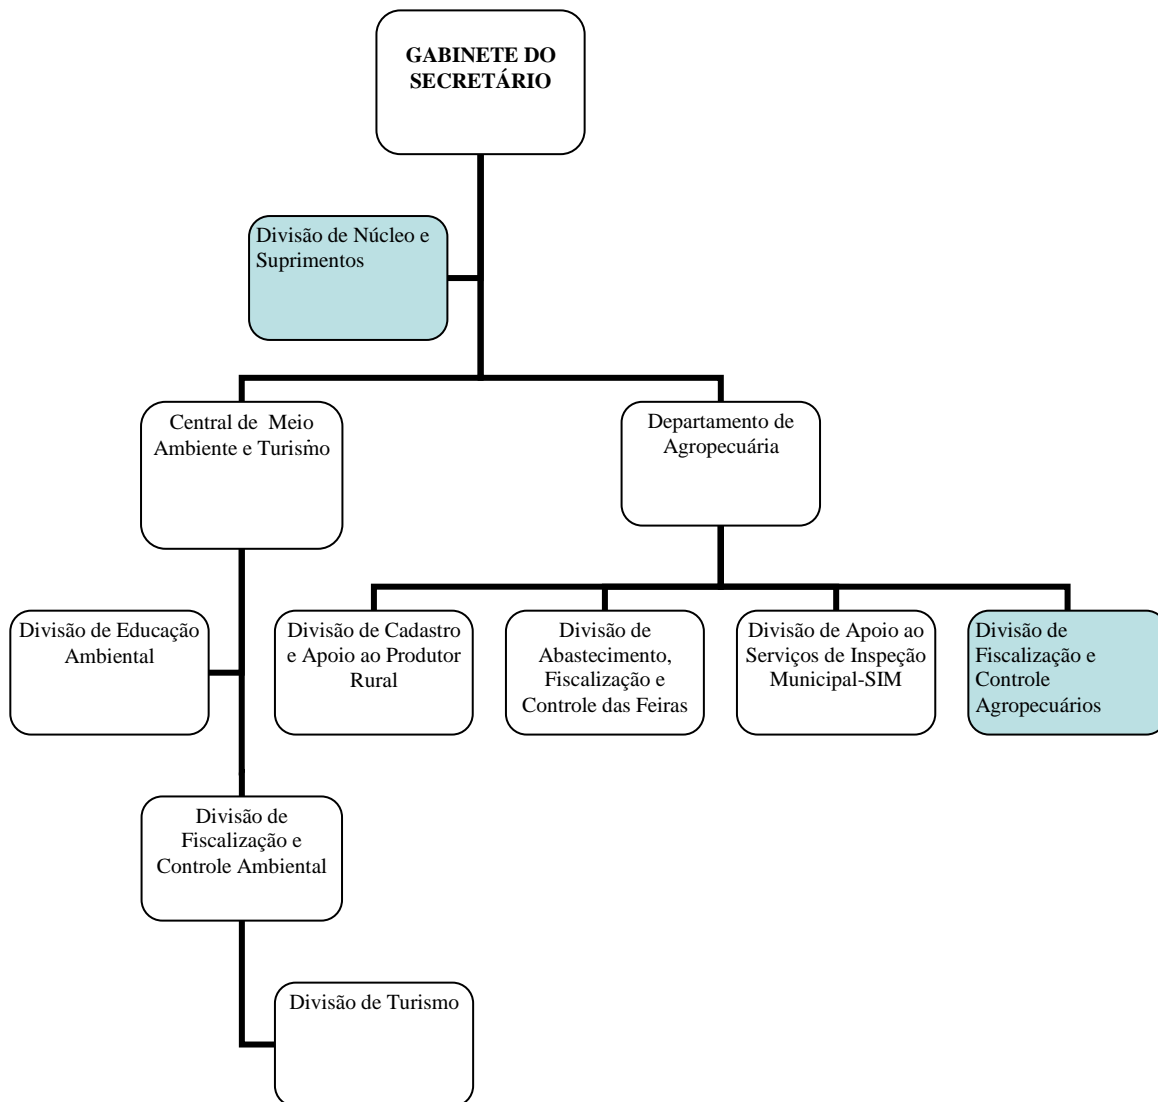 GABINETE DO
SECRETÁRIO
Divisão de Núcleo e
Suprimentos
Central de Meio
Ambiente e Turismo
Departamento de
Agropecuária
Divisão de Educação
Ambiental
Divisão de Cadastro
e Apoio ao Produtor
Rural
Divisão de
Abastecimento,
Fiscalização e
Controle das Feiras
Divisão de Apoio ao
Serviços de Inspeção
Municipal-SIM
Divisão de
Fiscalização e
Controle
Agropecuários
Divisão de
Fiscalização e
Controle Ambiental
Divisão de Turismo